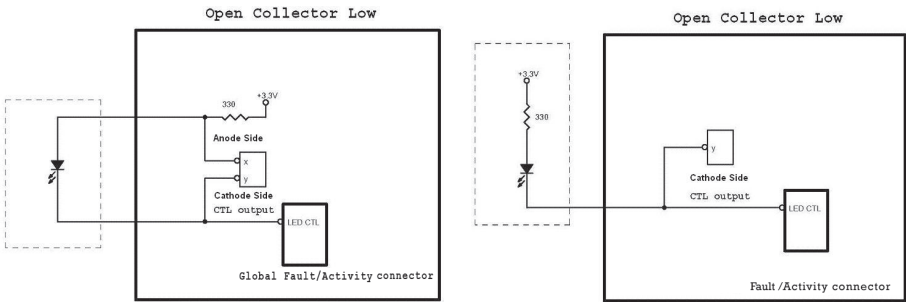 Open Collector Low
+3.3V
330
Anode Side
x
y
Cathode Side
CTL output
LED CTL
Global Fault/Activity connector
Open Collector Low
+3.3V
330
y
Cathode Side
CTL output
LED CTL
Fault/Activity connector